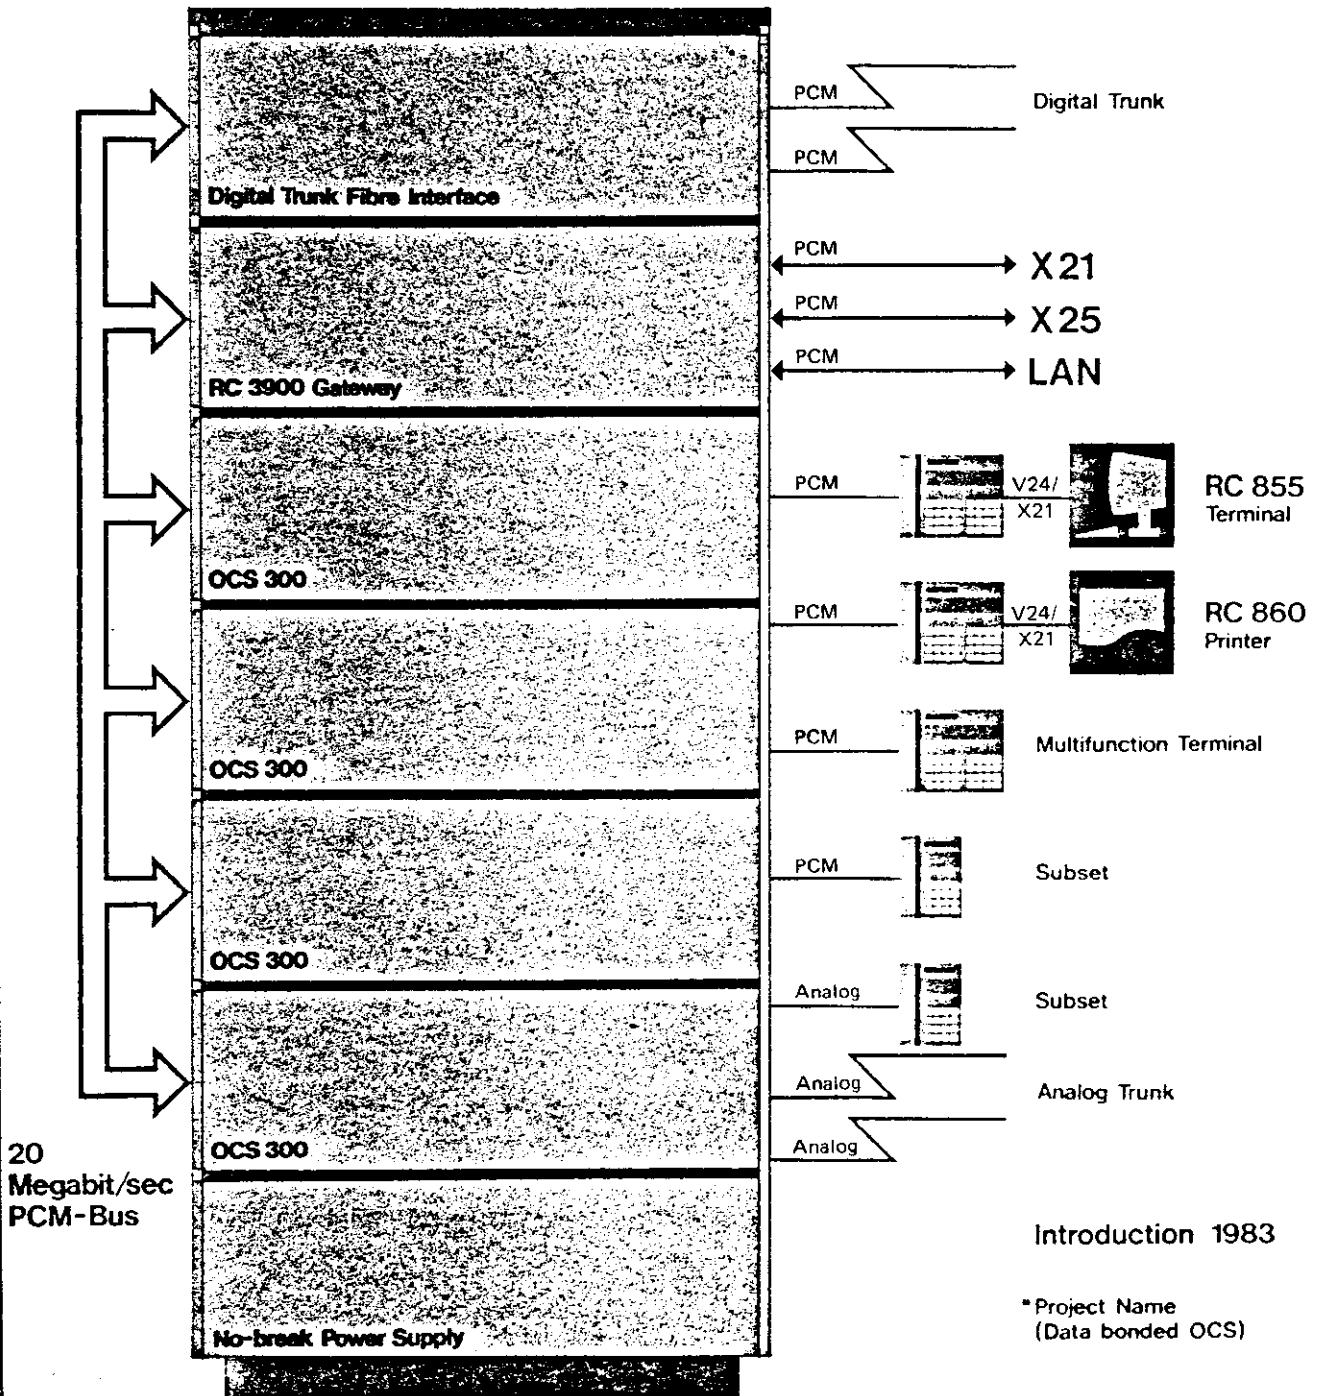 PCM
Digital Trunk
PCM
Digital Trunk Fibre Interface
PCM
X21
PCM
X25
PCM
LAN
RC 3900 Gateway
PCM
V24/
X21
RC 855
Terminal
OCS 300
PCM
V24/
X21
RC 860
Printer
PCM
Multifunction Terminal
OCS 300
PCM
Subset
OCS 300
Analog
Subset
Analog
Analog Trunk
Analog
OCS 300
20
Megabit/sec
PCM-Bus
Introduction 1983
*Project Name
(Data bonded OCS)
No-break Power Supply